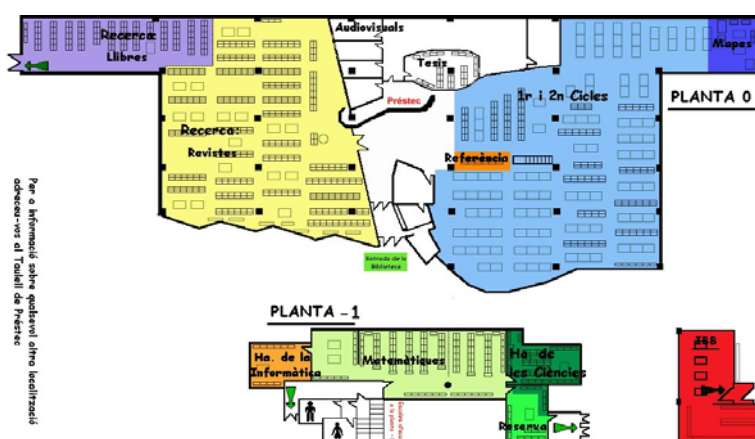 Recerca:
Llibres
Audiovisuals
Tesis
Mapes
1r i 2n Cicles
PLANTA 0
Préstec
Recerca:
Revistes
Referència
Entrada de la
Biblioteca
Per a informació sobre qualsevol altra localització
adreceu-vos al Taulell de Préstec
PLANTA -1
Ha. de la
Informàtica
Matemàtiques
Ha de
les Ciències
Reserva
IBB